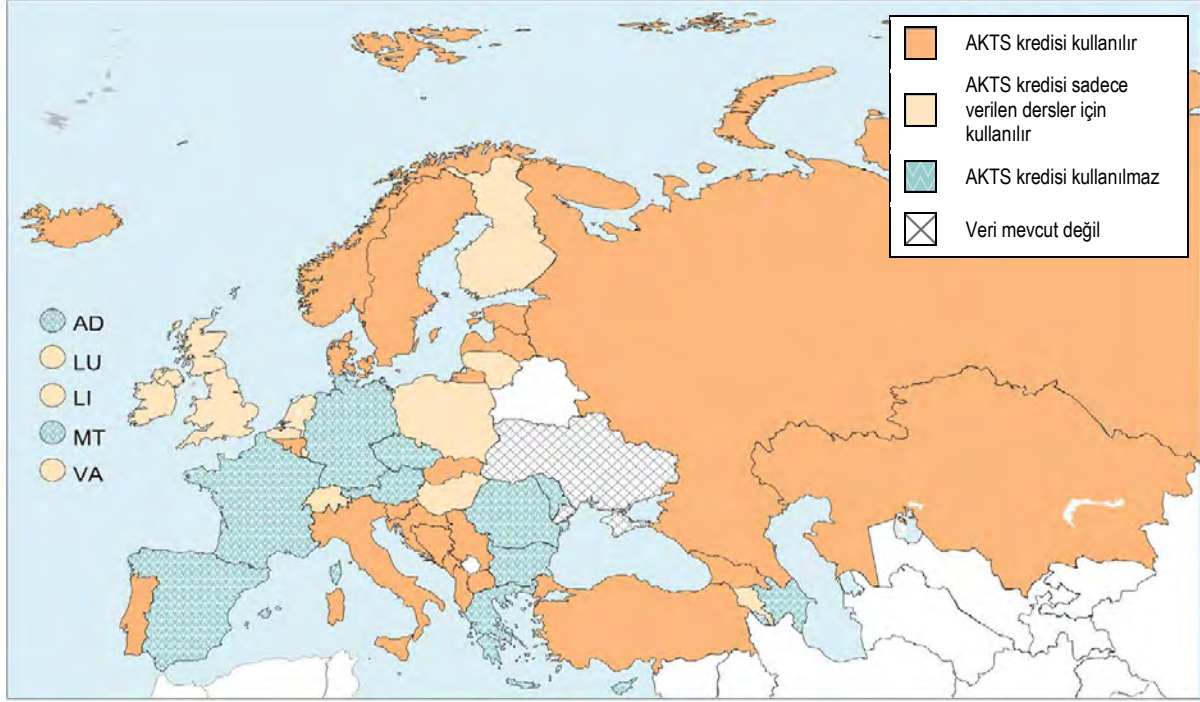 AKTS kredisi kullanılır
AKTS kredisi sadece
verilen dersler için
kullanılır
AKTS kredisi kullanılmaz
Veri mevcut değil
AD
LU
LI
MT
VA